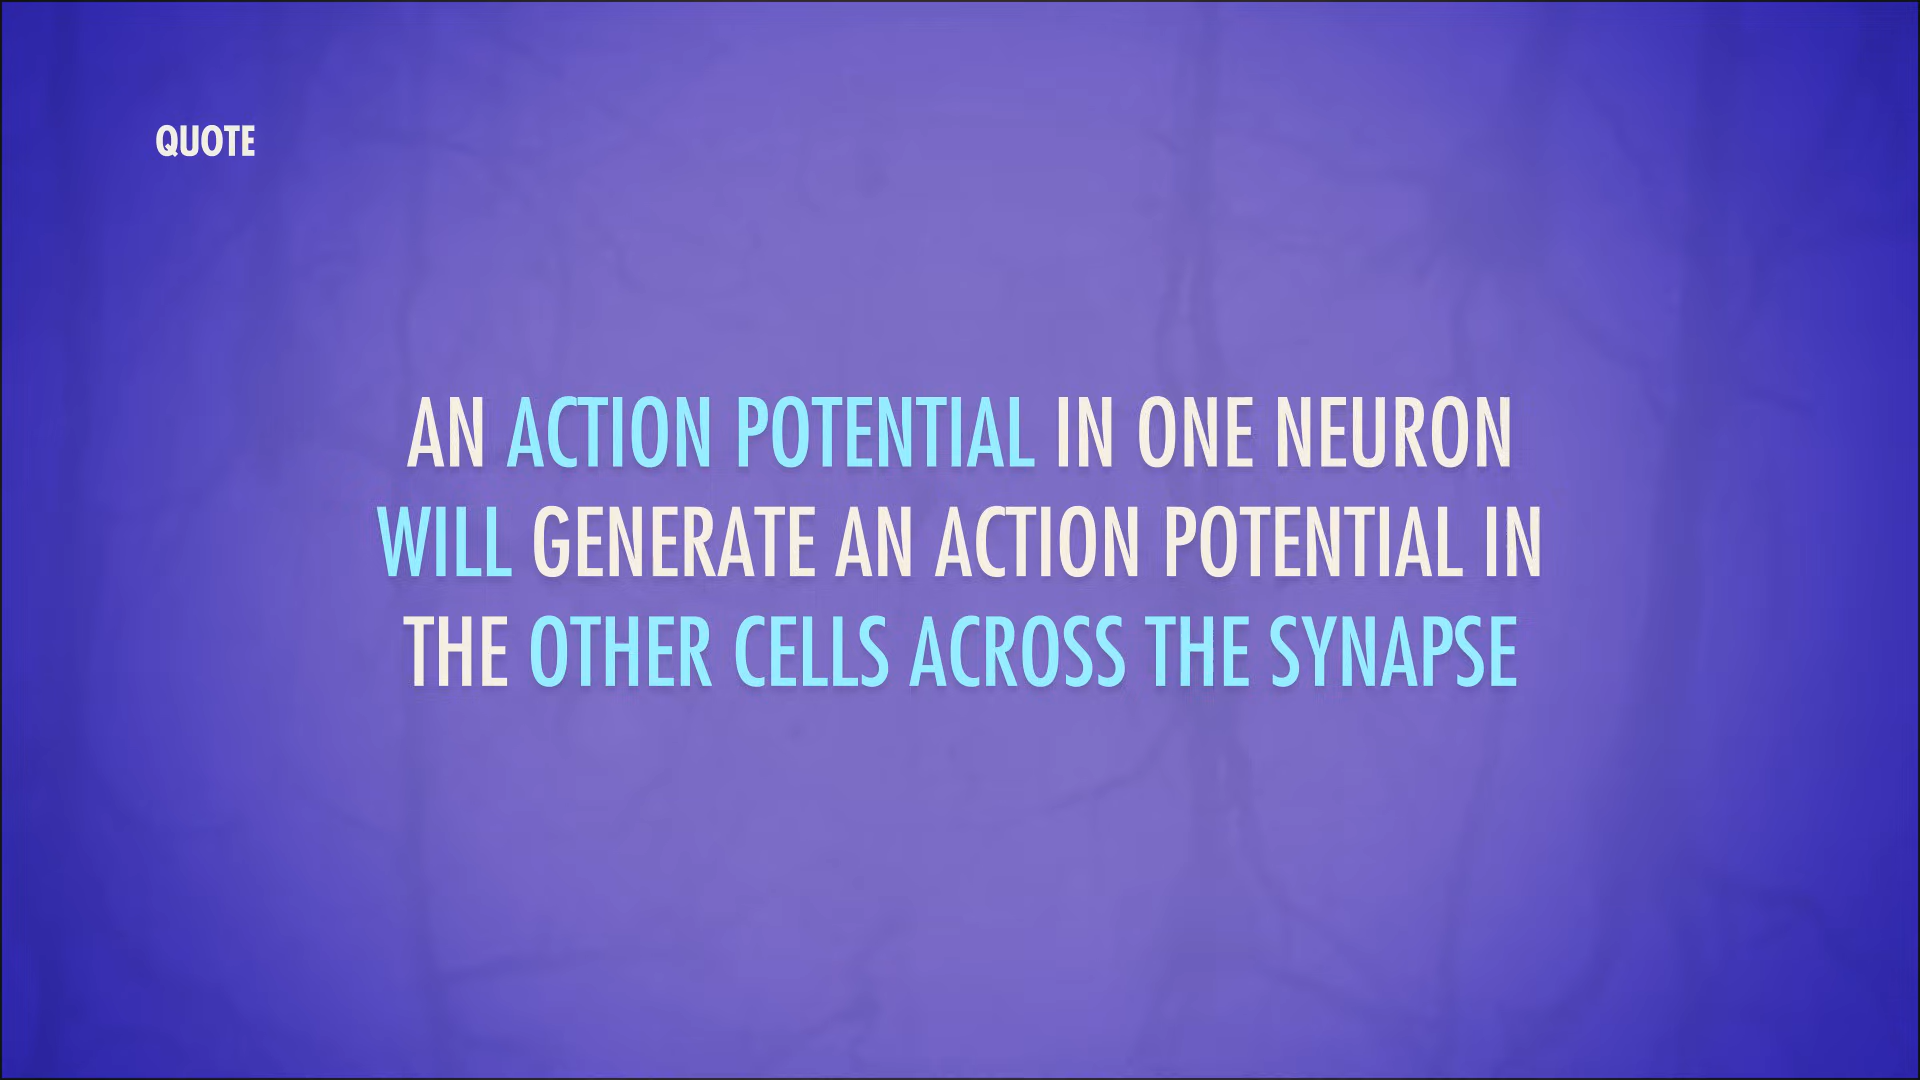 QUOTE
AN ACTION POTENTIAL IN ONE NEURON
WILL GENERATE AN ACTION POTENTIAL IN
THE OTHER CELLS ACROSS THE SYNAPSE